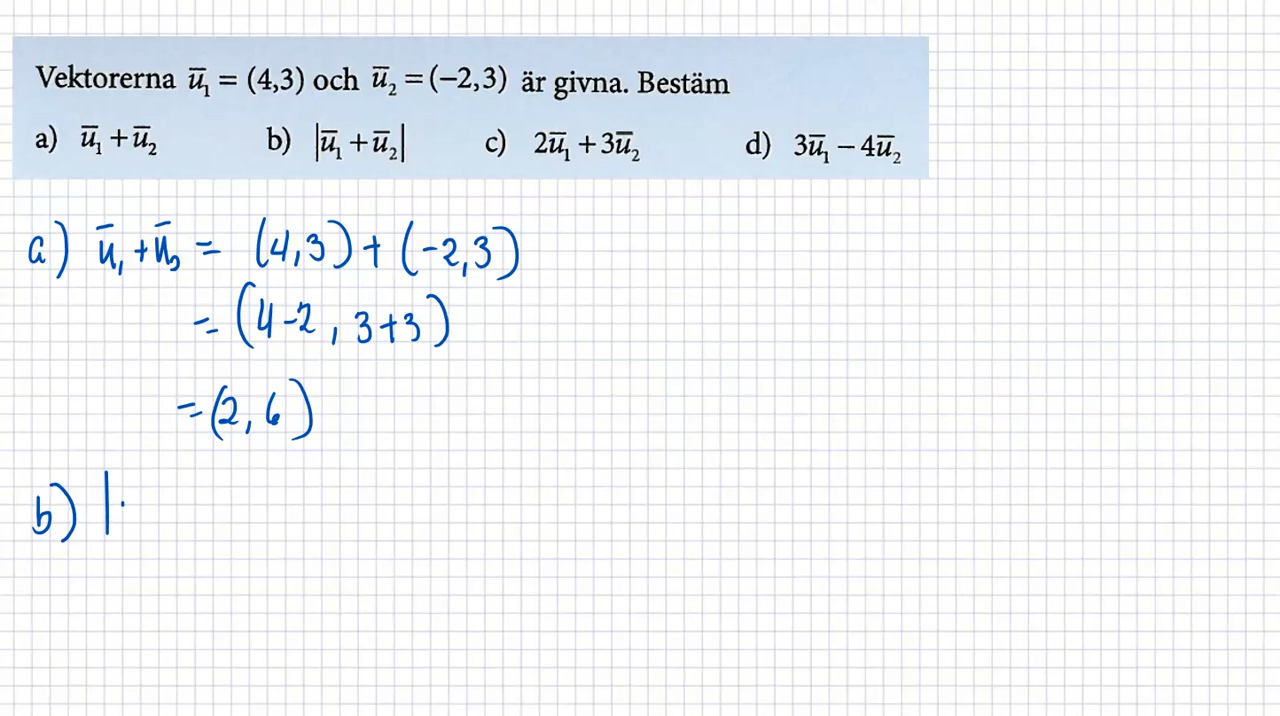 Vektorerna ū₁ = (4,3) och ū₂ = (−2,3) är givna. Bestäm
a) ū₁ + ū₂ b) |ū₁ + ū₂| c) 2ū₁ + 3ū₂ d) 3ū₁ − 4ū₂
a) ū₁ + ū₂ = (4,3) + (-2,3)
= (4-2, 3+3)
= (2, 6)
b) |